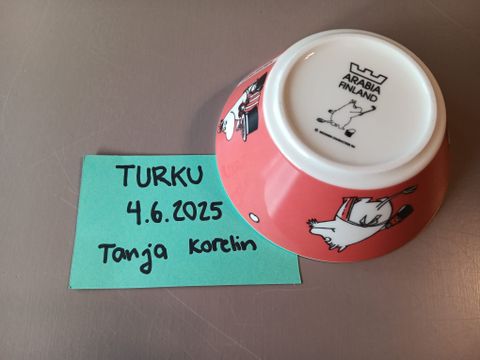 TURKU
4.6.2025
Tanja Korelin
ARABIA
FINLAND